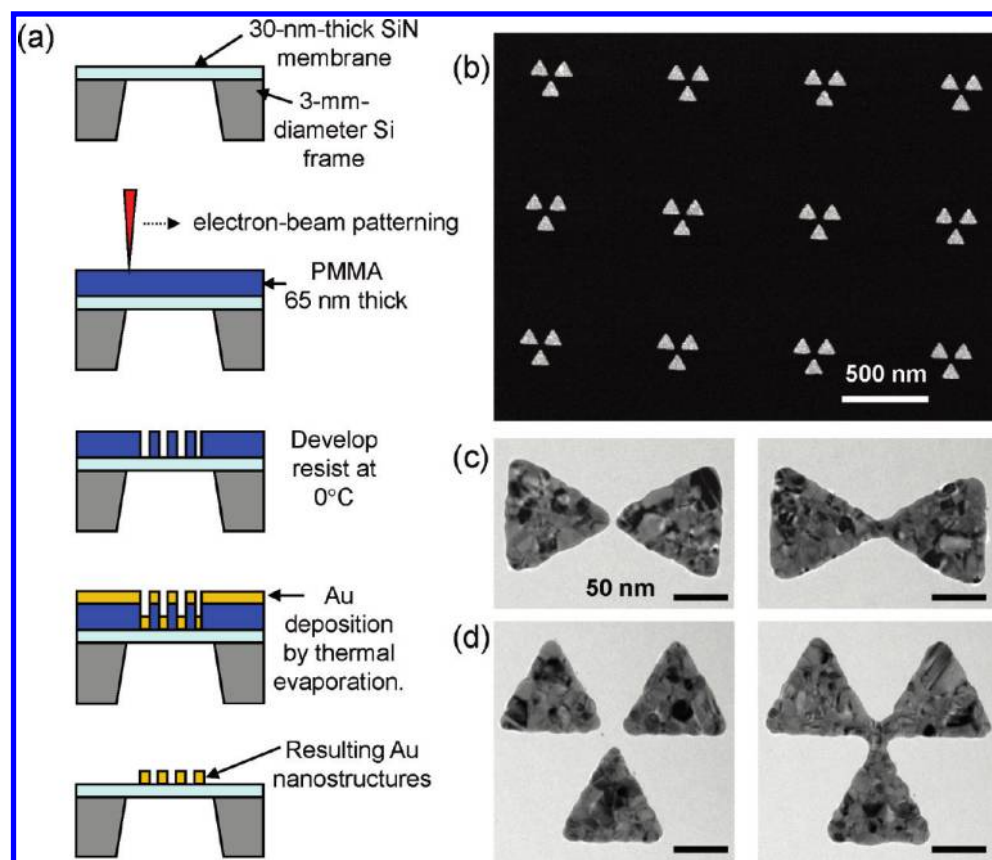 (a)
30-nm-thick SiN
membrane
3-mm-
diameter Si
frame
electron-beam patterning
PMMA
65 nm thick
Develop
resist at
0°C
Au
deposition
by thermal
evaporation.
Resulting Au
nanostructures
(b)
500 nm
(c)
50 nm
(d)